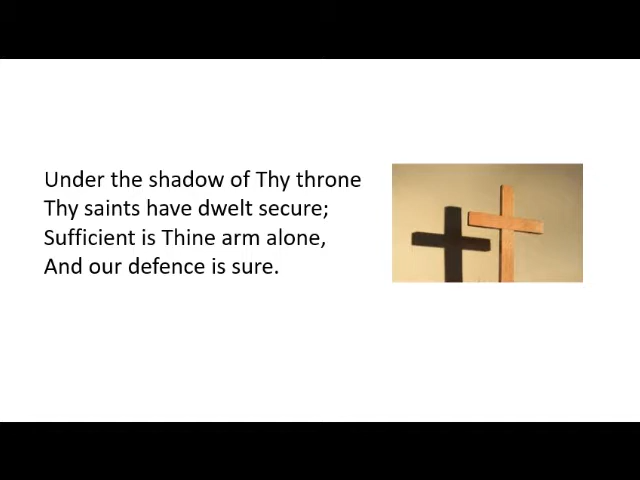 Under the shadow of Thy throne
Thy saints have dwelt secure;
Sufficient is Thine arm alone,
And our defence is sure.